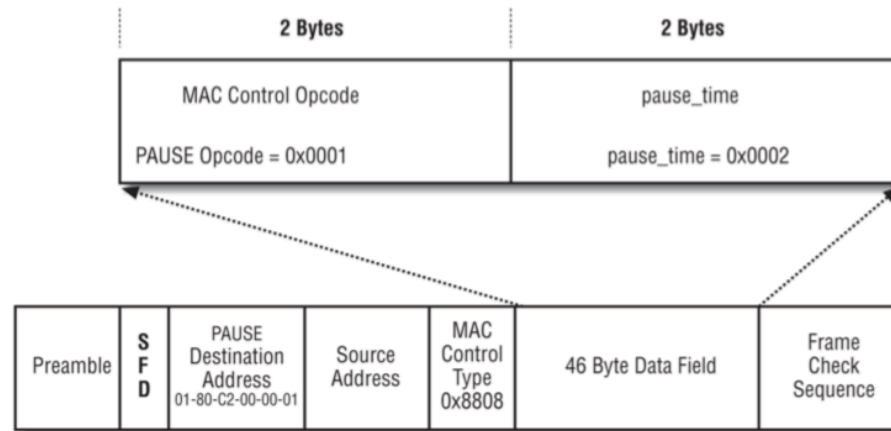 2 Bytes
2 Bytes
MAC Control Opcode
pause_time
PAUSE Opcode = 0x0001
pause_time = 0x0002
Preamble
S
F
D
PAUSE
Destination
Address
01-80-C2-00-00-01
Source
Address
MAC
Control
Type
0x8808
46 Byte Data Field
Frame
Check
Sequence